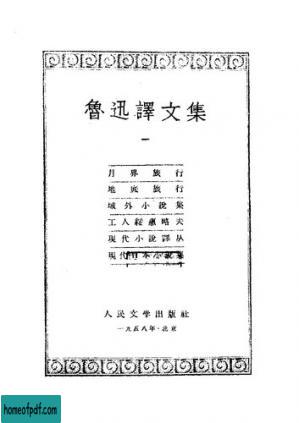 魯迅譯文集
一
月界旅行
地底旅行
域外小說集
工人綏惠略夫
現代小說譯丛
現代日本小說集
人民文学出版社
一九五八年·北京
homeofpdf.com